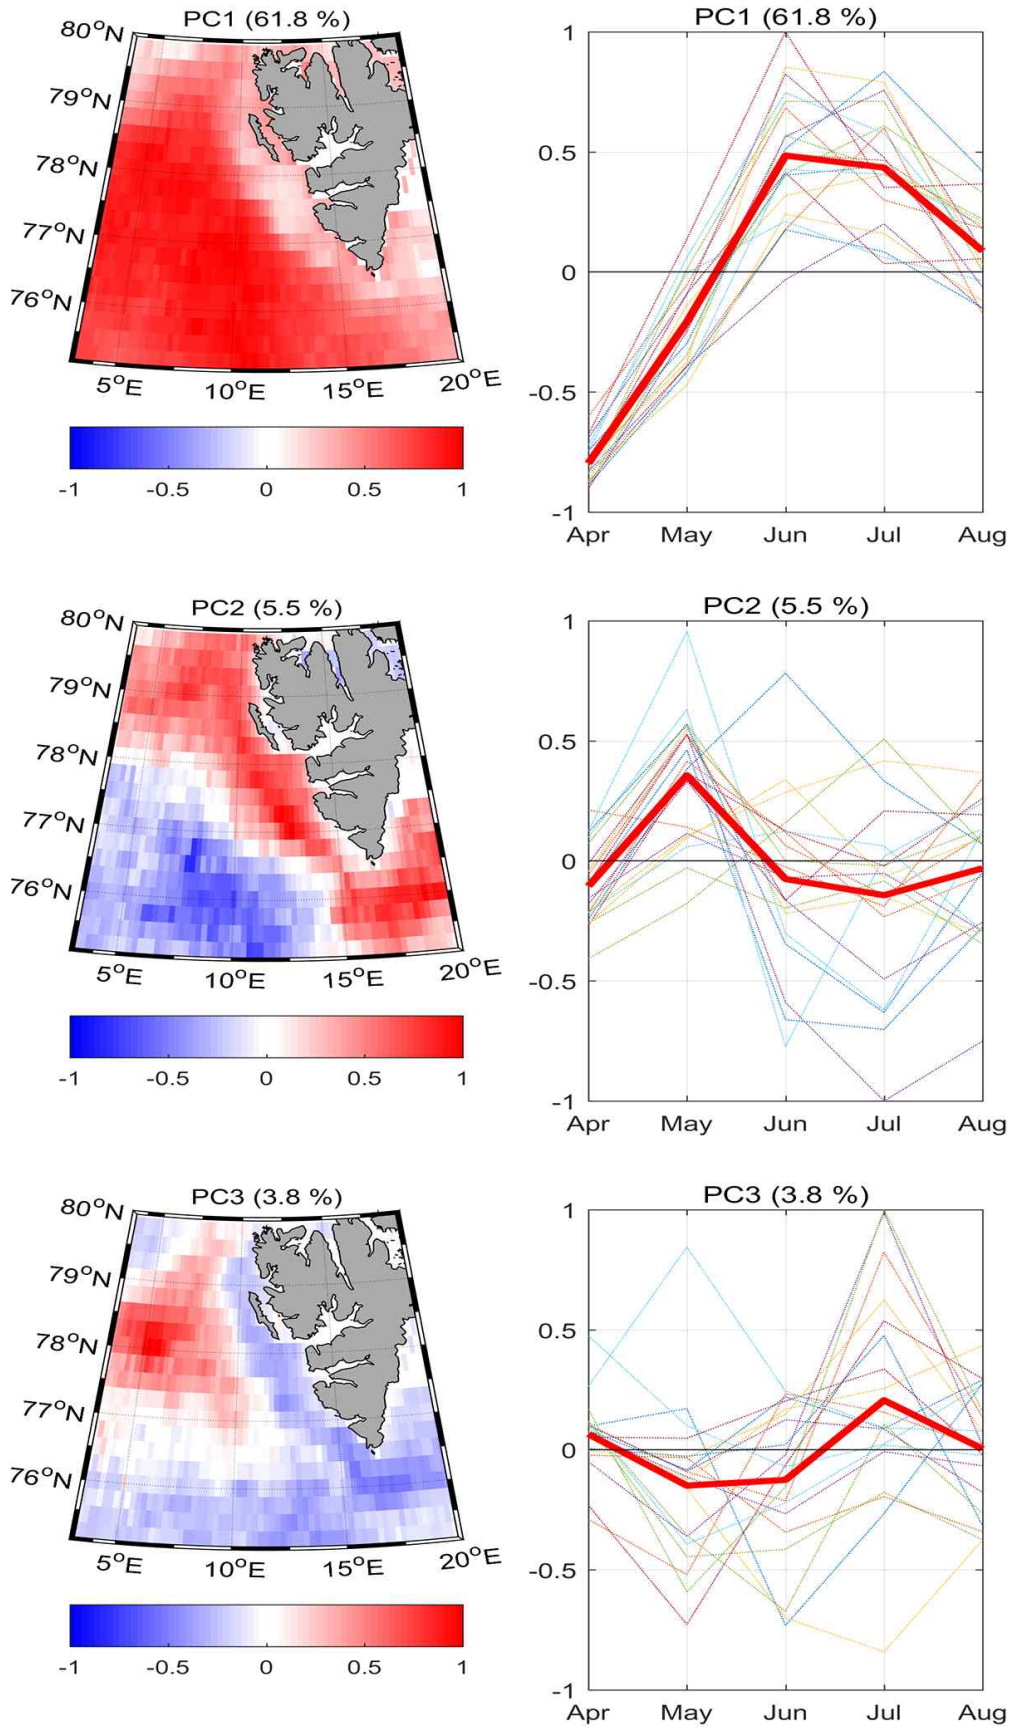 PC1 (61.8 %)
80°N
79°N
78°N
77°N
76°N
5°E
10°E
15°E
20°E
-1
-0.5
0
0.5
1
PC1 (61.8 %)
1
0.5
0
-0.5
-1
Apr
May
Jun
Jul
Aug
PC2 (5.5 %)
80°N
79°N
78°N
77°N
76°N
5°E
10°E
15°E
20°E
-1
-0.5
0
0.5
1
PC2 (5.5 %)
1
0.5
0
-0.5
-1
Apr
May
Jun
Jul
Aug
PC3 (3.8 %)
80°N
79°N
78°N
77°N
76°N
5°E
10°E
15°E
20°E
-1
-0.5
0
0.5
1
PC3 (3.8 %)
1
0.5
0
-0.5
-1
Apr
May
Jun
Jul
Aug